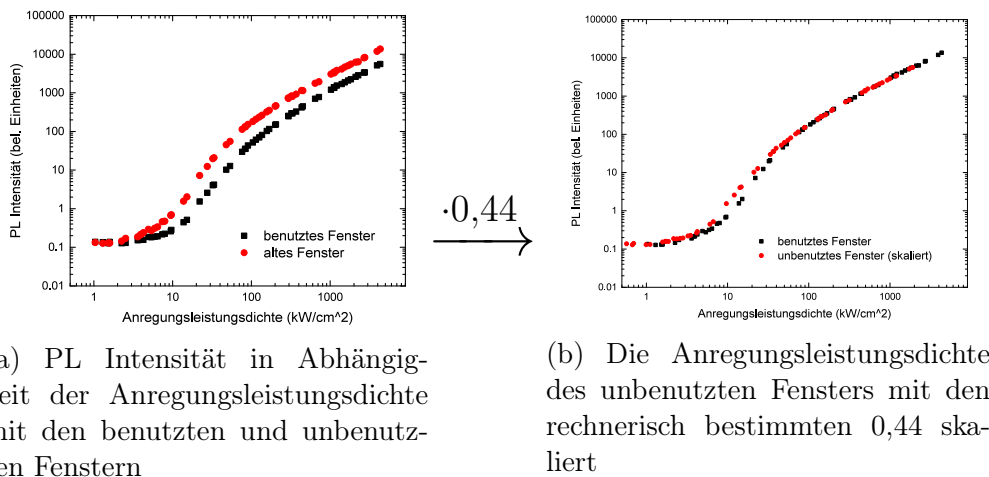 100000
10000
1000
100
10
1
0.1
0.01
PL Intensität (bel. Einheiten)
benutztes Fenster
altes Fenster
1
10
100
1000
Anregungsleistungsdichte (kW/cm^2)
·0,44
100000
10000
1000
100
10
1
0.1
0.01
PL Intensität (bel. Einheiten)
benutztes Fenster
unbenutztes Fenster (skaliert)
1
10
100
1000
Anregungsleistungsdichte (kW/cm^2)
a) PL Intensität in Abhängig-
eit der Anregungsleistungsdichte
nit den benutzten und unbenutz-
en Fenstern
(b) Die Anregungsleistungsdichte
des unbenutzten Fensters mit den
rechnerisch bestimmten 0,44 ska-
liert